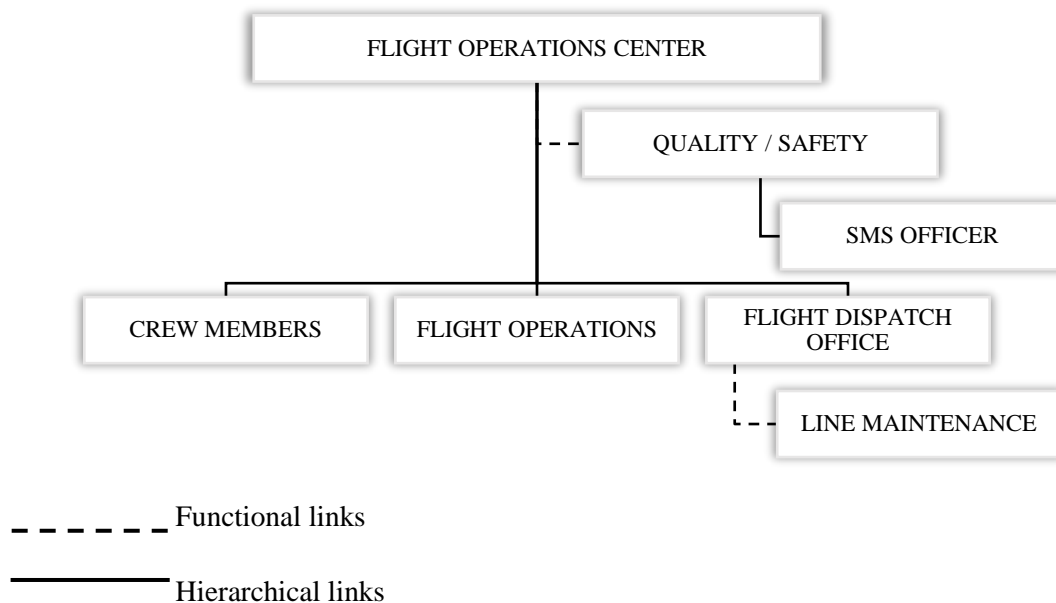 FLIGHT OPERATIONS CENTER
QUALITY / SAFETY
SMS OFFICER
CREW MEMBERS
FLIGHT OPERATIONS
FLIGHT DISPATCH
OFFICE
LINE MAINTENANCE
Functional links
Hierarchical links